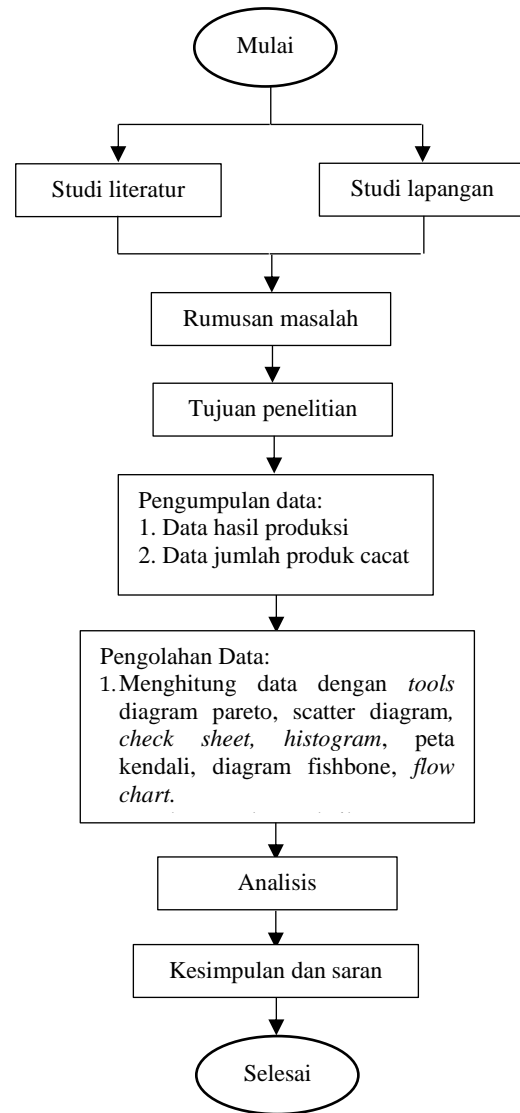 Mulai
Studi literatur
Studi lapangan
Rumusan masalah
Tujuan penelitian
Pengumpulan data:
1. Data hasil produksi
2. Data jumlah produk cacat
Pengolahan Data:
1. Menghitung data dengan tools
diagram pareto, scatter diagram,
check sheet, histogram, peta
kendali, diagram fishbone, flow
chart.
Analisis
Kesimpulan dan saran
Selesai